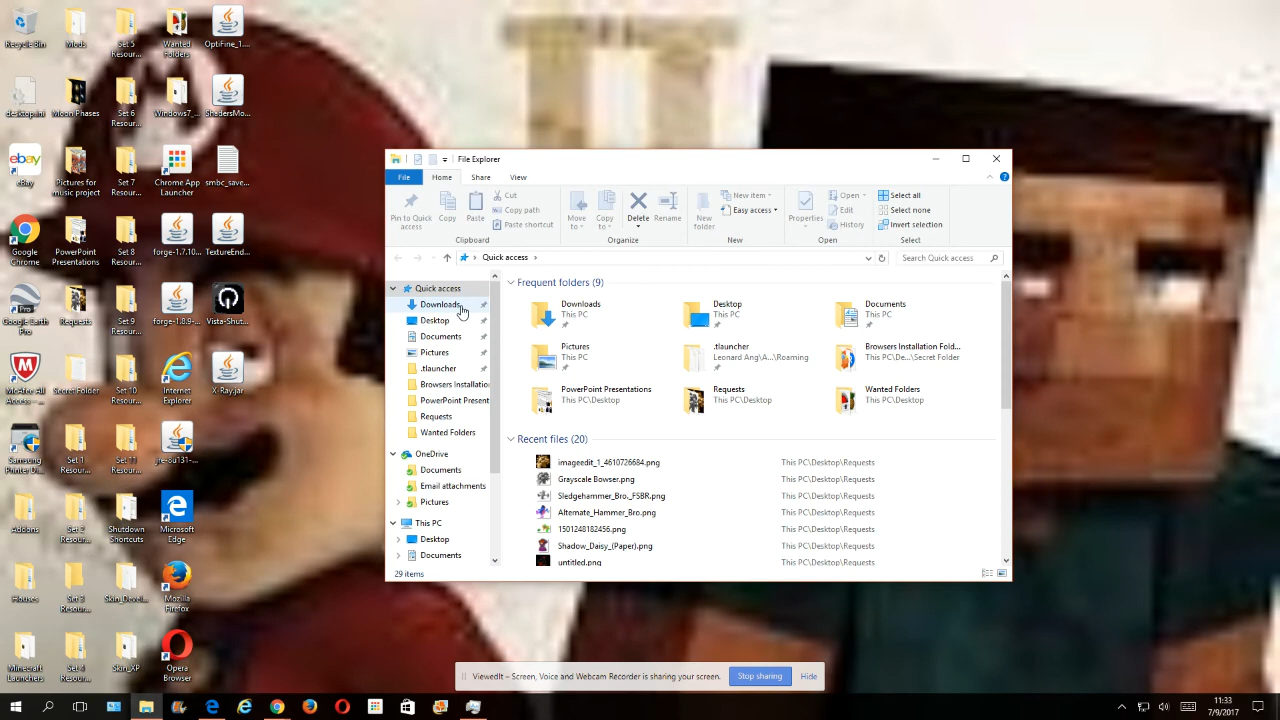 Recycle Bin
Mods
Set 5
Resour...
Wanted
Folders
OptiFine_1....
desktop.ini
Moon Phases
Set 6
Resour...
Windows7_...
ShadersMo...
eBay
Pictures for
music project
Set 7
Resour...
Chrome App
Launcher
smbc_save...
Google
Chrome
PowerPoint
Presentations
Set 8
Resour...
forge-1.7.10...
TextureEnd...
Google Earth
Pro
Requests
Set 9
Resour...
forge-1.8.9-...
Vista-Shut...
McAfee All
Access - ...
Secret Folder
Set 10
Resour...
Internet
Explorer
X-Ray.jar
Samsung
Printer Di...
Set 1
Resour...
Set 11
Resour...
jre-8u131-...
Addons
Set 2
Resour...
Shutdown
Shortcuts
Microsoft
Edge
Houses
Set 3
Resour...
Skin_Devel...
Mozilla
Firefox
Minecraft
Launchers
Set 4
Resour...
Skin_XP
Opera
Browser
File Explorer
File Home Share View
Pin to Quick
access
Copy
Paste
Cut
Copy path
Paste shortcut
Clipboard
Move
to
Copy
to
Delete
Rename
Organize
New
folder
New item
Easy access
New
Properties
Open
Edit
History
Open
Select all
Select none
Invert selection
Select
Quick access
Search Quick access
Quick access
Downloads
Desktop
Documents
Pictures
.tlauncher
Browsers Installatio
PowerPoint Present
Requests
Wanted Folders
OneDrive
Documents
Email attachments
Pictures
This PC
Desktop
Documents
Frequent folders (9)
Downloads
This PC
Desktop
This PC
Documents
This PC
Pictures
This PC
.tlauncher
Leonard Ang\A...\Roaming
Browsers Installation Fold...
This PC\De...\Secret Folder
PowerPoint Presentations
This PC\Desktop
Requests
This PC\Desktop
Wanted Folders
This PC\Desktop
Recent files (20)
imageedit_1_4610726684.png This PC\Desktop\Requests
Grayscale Bowser.png This PC\Desktop\Requests
Sledgehammer_Bro._FSBR.png This PC\Desktop\Requests
Alternate_Hammer_Bro.png This PC\Desktop\Requests
1501248182456.png This PC\Desktop\Requests
Shadow_Daisy_(Paper).png This PC\Desktop\Requests
untitled.png This PC\Desktop\Requests
29 items
ViewedIt – Screen, Voice and Webcam Recorder is sharing your screen. Stop sharing Hide
11:33
7/9/2017